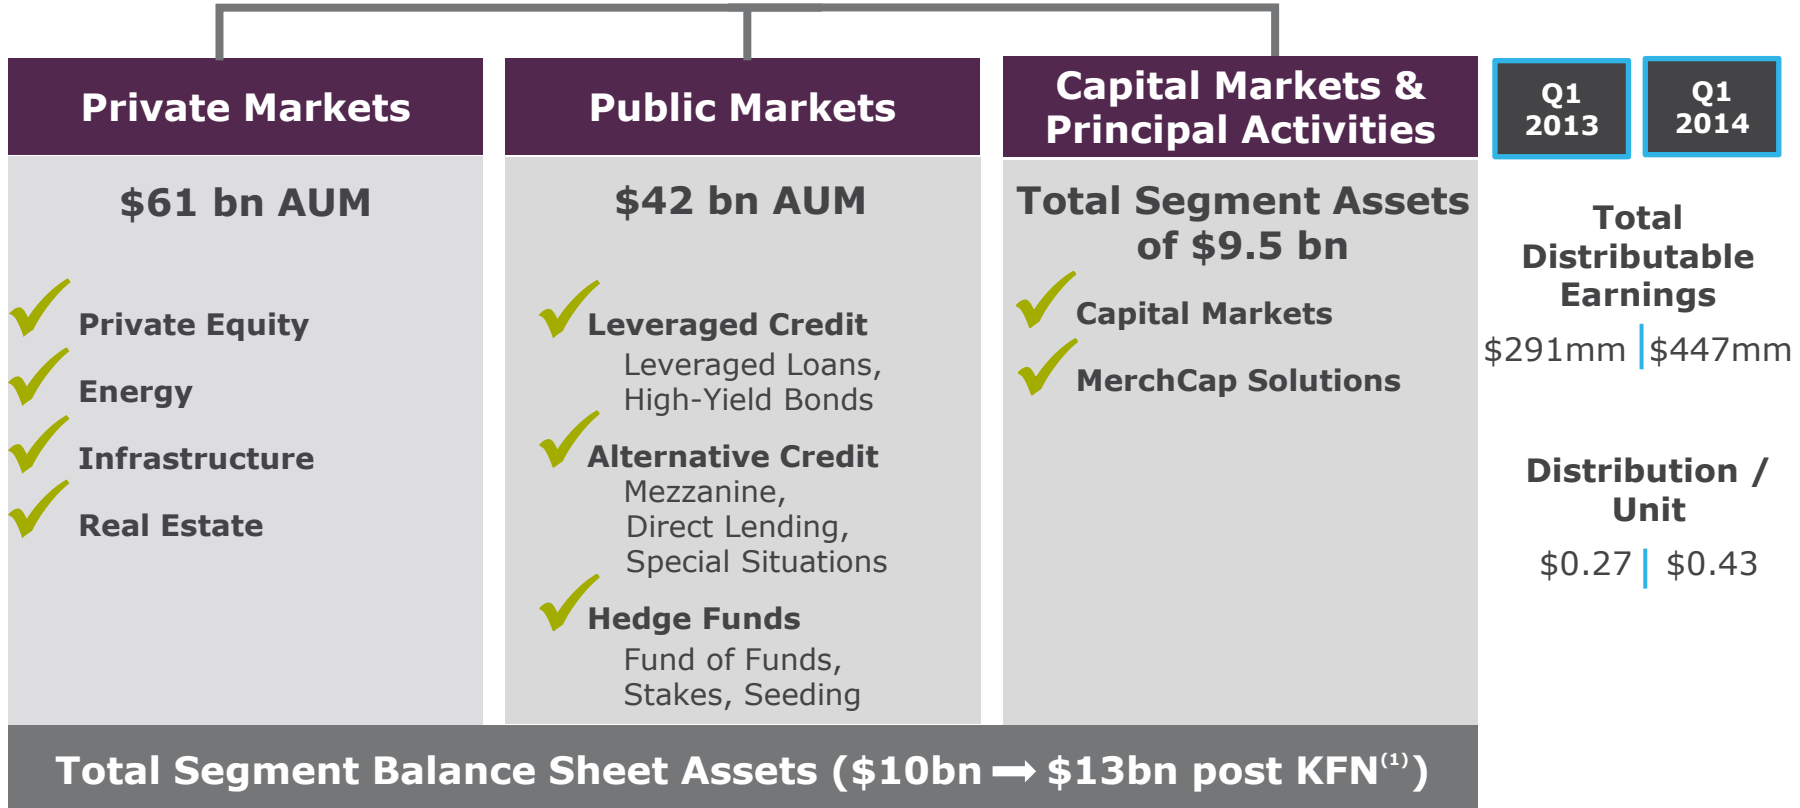 Private Markets
$61 bn AUM
Private Equity
Energy
Infrastructure
Real Estate
Public Markets
$42 bn AUM
Leveraged Credit
Leveraged Loans,
High-Yield Bonds
Alternative Credit
Mezzanine,
Direct Lending,
Special Situations
Hedge Funds
Fund of Funds,
Stakes, Seeding
Capital Markets &
Principal Activities
Total Segment Assets
of $9.5 bn
Capital Markets
MerchCap Solutions
Q1
2013
Q1
2014
Total
Distributable
Earnings
$291mm | $447mm
Distribution /
Unit
$0.27 | $0.43
Total Segment Balance Sheet Assets ($10bn → $13bn post KFN(1))